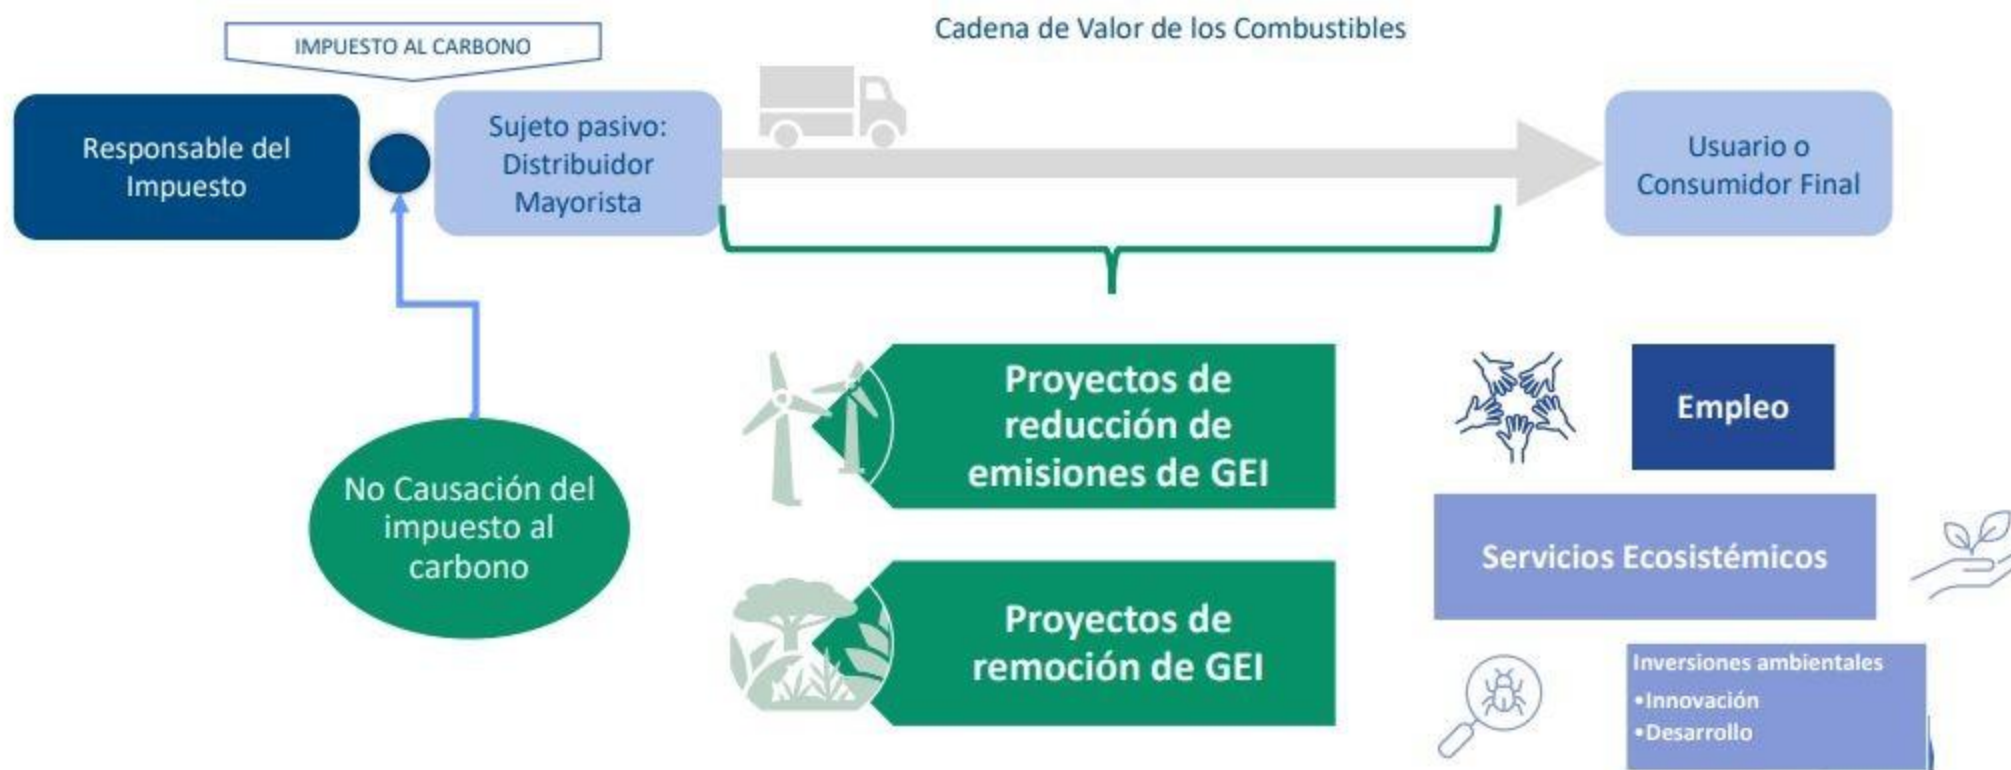 Cadena de Valor de los Combustibles
IMPUESTO AL CARBONO
Responsable del
Impuesto
Sujeto pasivo:
Distribuidor
Mayorista
Usuario o
Consumidor Final
No Causación del
impuesto al
carbono
Proyectos de
reducción de
emisiones de GEI
Proyectos de
remoción de GEI
Empleo
Servicios Ecosistémicos
Inversiones ambientales
•Innovación
•Desarrollo